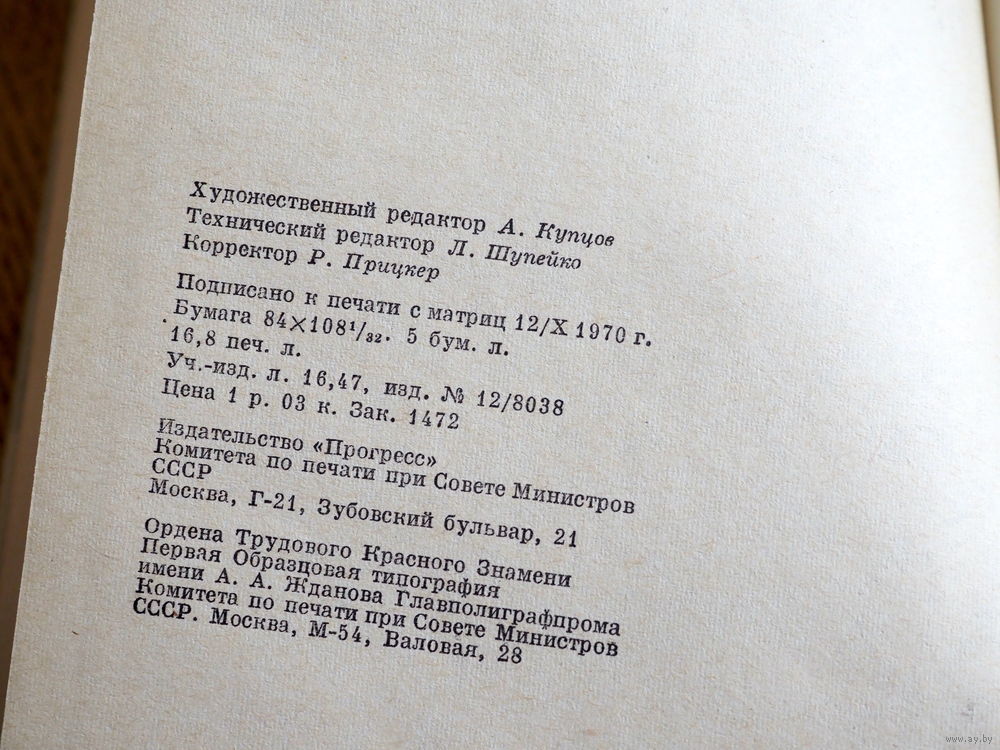 Художественный редактор А. Купцов
Технический редактор Л. Шупейко
Корректор Р. Прицкер
Подписано к печати с матриц 12/X 1970 г.
Бумага 84×108¹/₃₂. 5 бум. л.
16,8 печ. л.
Уч.-изд. л. 16,47, изд. № 12/8038
Цена 1 р. 03 к. Зак. 1472
Издательство «Прогресс»
Комитета по печати при Совете Министров
СССР
Москва, Г-21, Зубовский бульвар, 21
Ордена Трудового Красного Знамени
Первая Образцовая типография
имени А. А. Жданова Главполиграфпрома
Комитета по печати при Совете Министров
СССР. Москва, М-54, Валовая, 28
www.ay.by